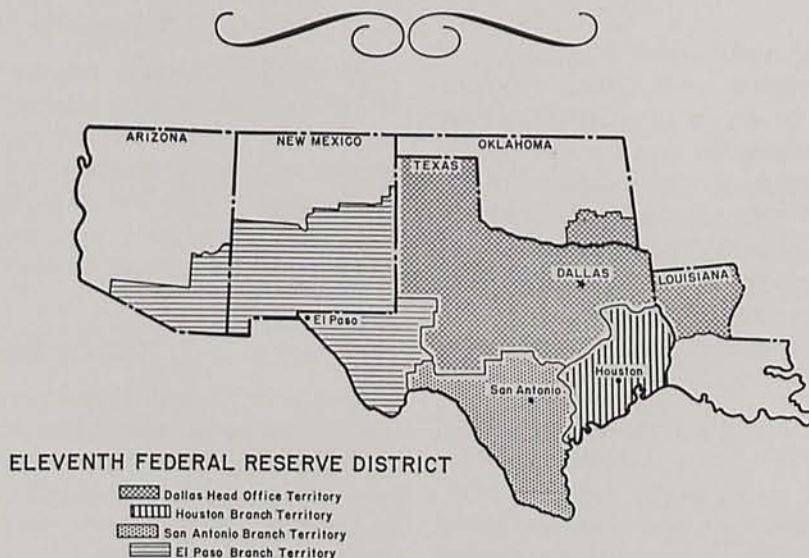 ARIZONA
NEW MEXICO
OKLAHOMA
TEXAS
DALLAS
LOUISIANA
El Paso
San Antonio
Houston
ELEVENTH FEDERAL RESERVE DISTRICT
Dallas Head Office Territory
Houston Branch Territory
San Antonio Branch Territory
El Paso Branch Territory